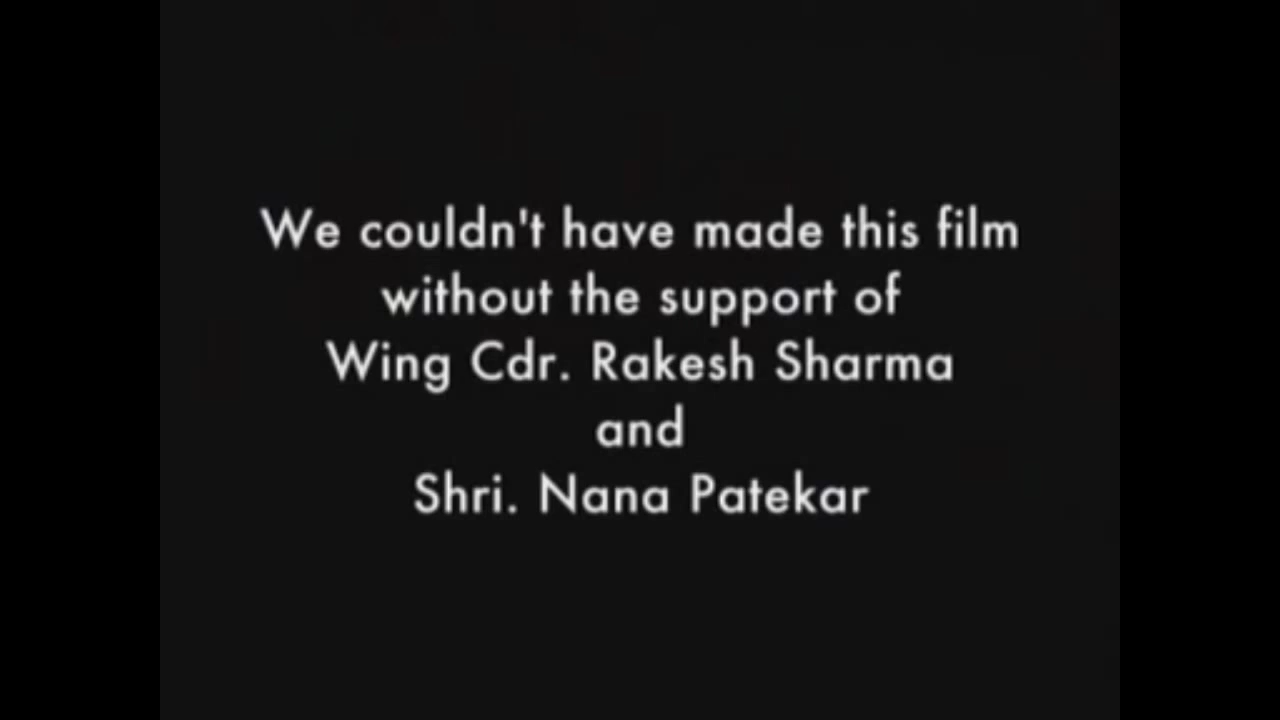 We couldn't have made this film
without the support of
Wing Cdr. Rakesh Sharma
and
Shri. Nana Patekar